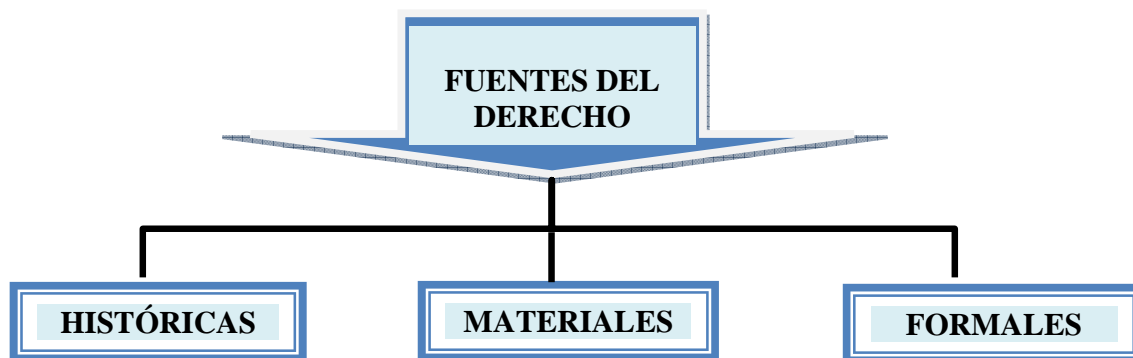 FUENTES DEL
DERECHO
HISTÓRICAS
MATERIALES
FORMALES